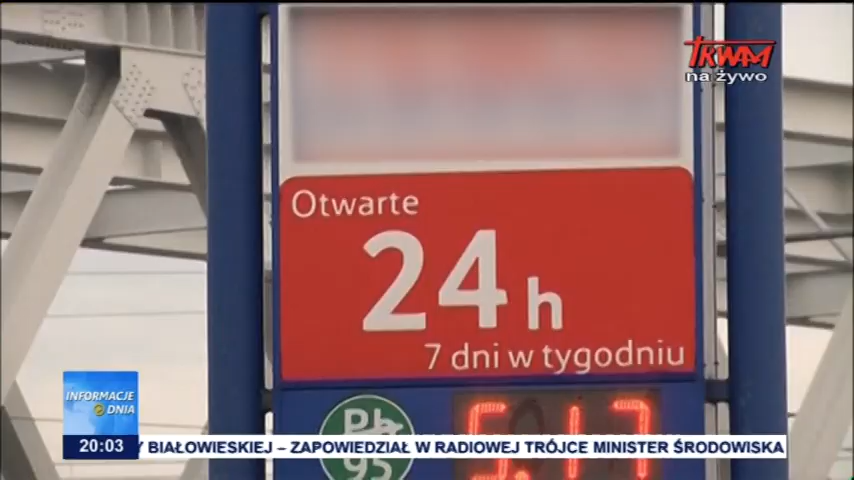 TRWAM
na żywo
Otwarte
24 h
7 dni w tygodniu
INFORMACJE
DNIA
Pb
95
5.17
20:03
Y BIAŁOWIESKIEJ – ZAPOWIEDZIAŁ W RADIOWEJ TRÓJCE MINISTER ŚRODOWISKA